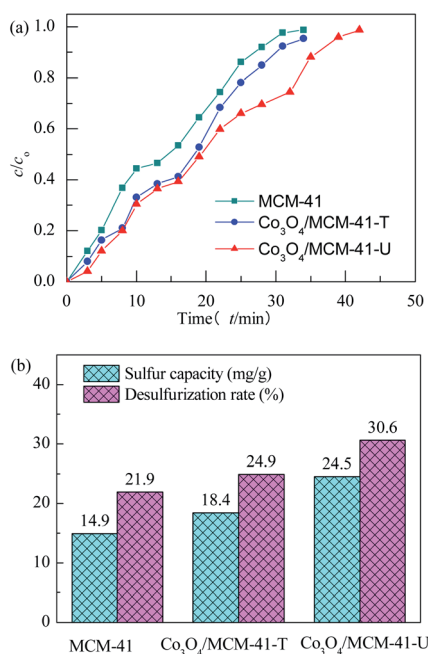 (a)
1.0
0.8
0.6
0.4
0.2
0.0
c/c₀
MCM-41
Co₃O₄/MCM-41-T
Co₃O₄/MCM-41-U
0 10 20 30 40 50
Time( t/min)
(b)
40
30
20
10
0
Sulfur capacity (mg/g)
Desulfurization rate (%)
14.9
21.9
18.4
24.9
24.5
30.6
MCM-41 Co₃O₄/MCM-41-T Co₃O₄/MCM-41-U